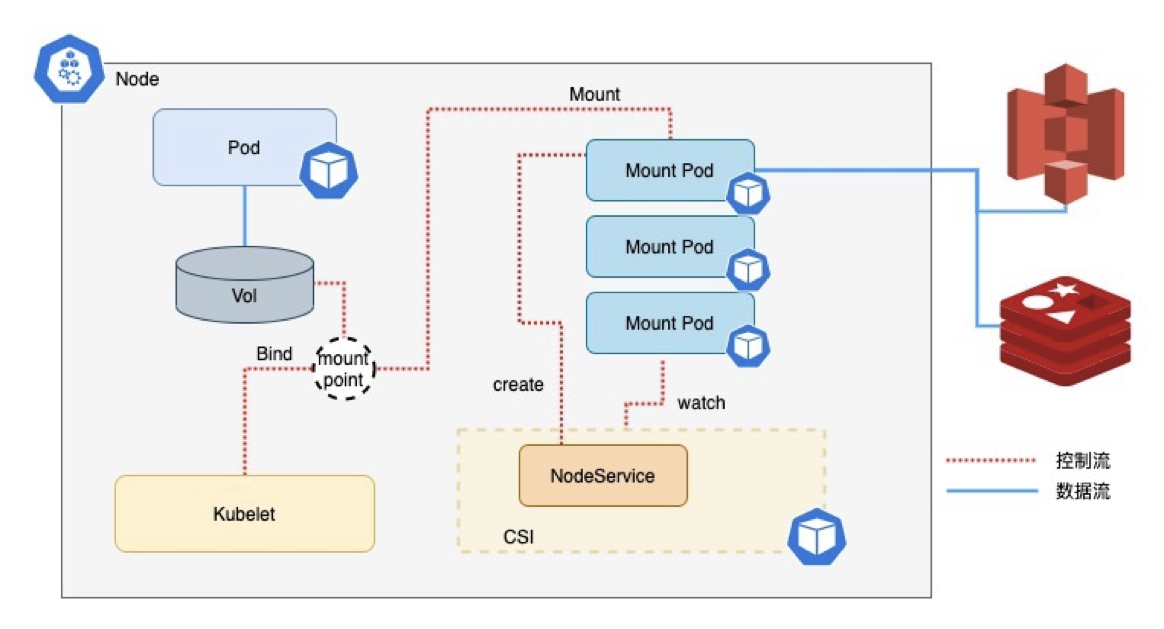 Node
Mount
Pod
Mount Pod
Mount Pod
Vol
Mount Pod
Bind
mount
point
create
watch
NodeService
控制流
数据流
Kubelet
CSI